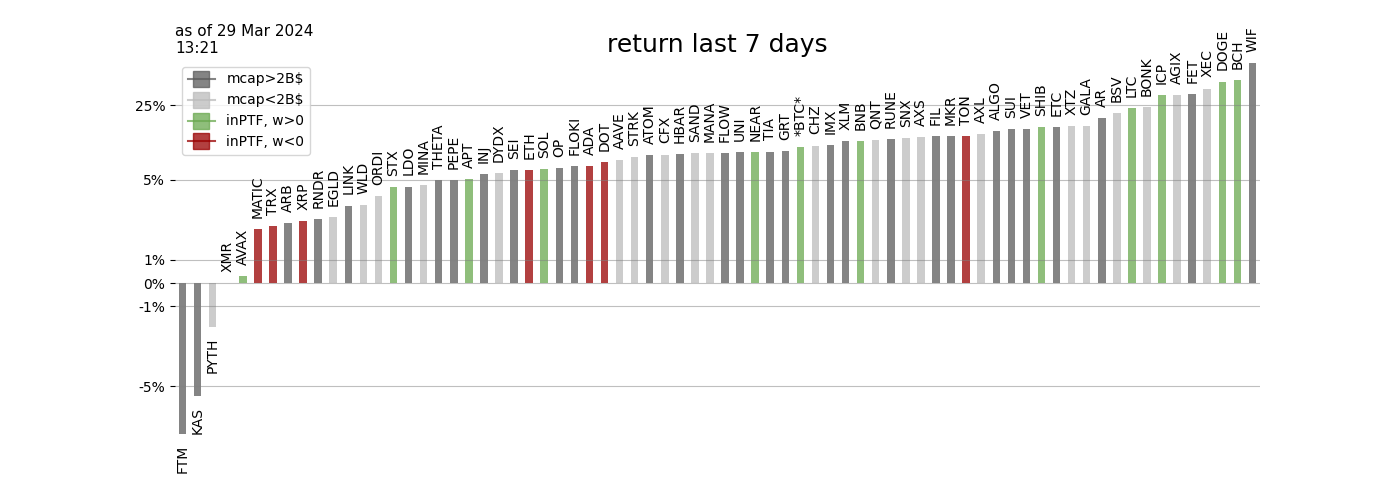 as of 29 Mar 2024
13:21
return last 7 days
mcap>2B$
mcap<2B$
inPTF, w>0
inPTF, w<0
25%
5%
1%
0%
-1%
-5%
FTM
KAS
PYTH
XMR
AVAX
MATIC
TRX
ARB
XRP
RNDR
EGLD
LINK
WLD
ORDI
STX
LDO
MINA
THETA
PEPE
APT
INJ
DYDX
SEI
ETH
SOL
OP
FLOKI
ADA
DOT
AAVE
STRK
ATOM
CFX
HBAR
SAND
MANA
FLOW
UNI
NEAR
TIA
GRT
*BTC*
CHZ
IMX
XLM
BNB
QNT
RUNE
SNX
AXS
FIL
MKR
TON
AXL
ALGO
SUI
VET
SHIB
ETC
XTZ
GALA
AR
BSV
LTC
BONK
ICP
AGIX
FET
XEC
DOGE
BCH
WIF